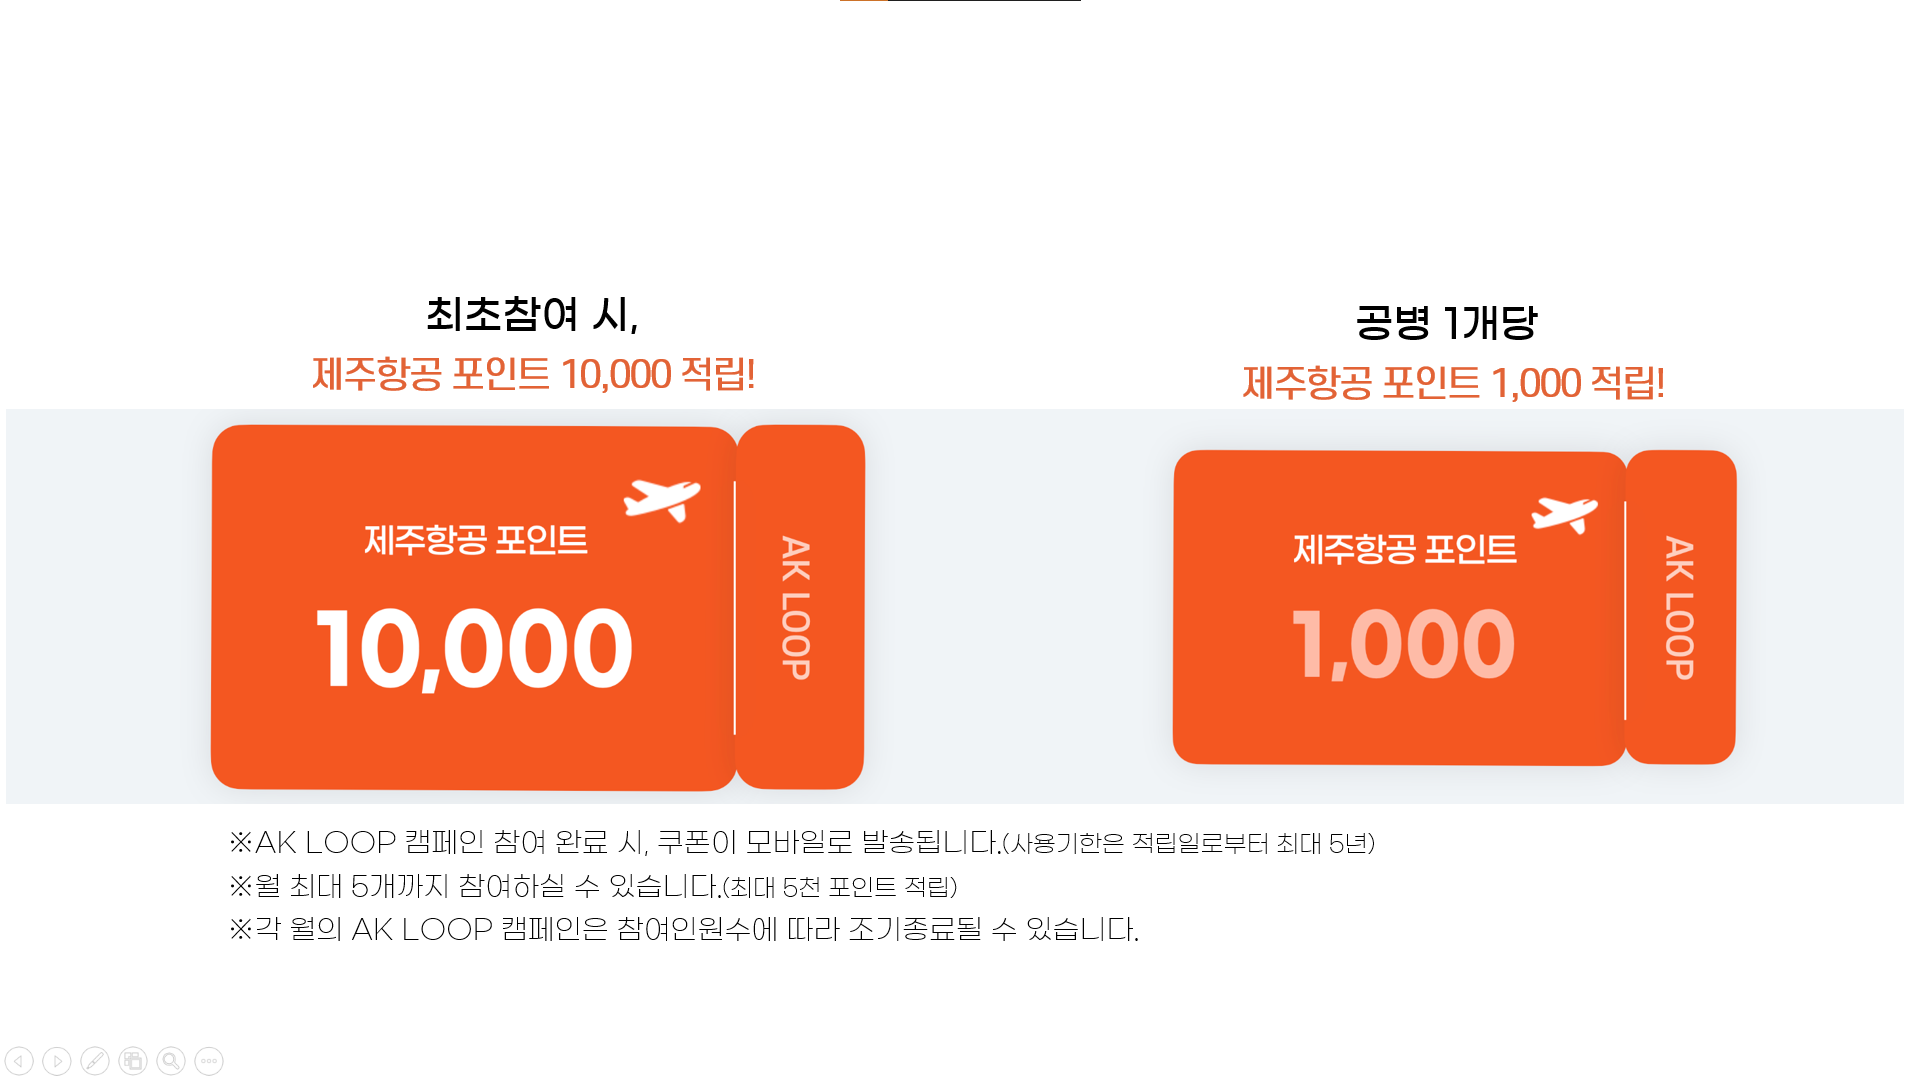 최초참여 시,
제주항공 포인트 10,000 적립!
제주항공 포인트
10,000
AK LOOP
공병 1개당
제주항공 포인트 1,000 적립!
제주항공 포인트
1,000
AK LOOP
※AK LOOP 캠페인 참여 완료 시, 쿠폰이 모바일로 발송됩니다.(사용기한은 적립일로부터 최대 5년)
※월 최대 5개까지 참여하실 수 있습니다.(최대 5천 포인트 적립)
※각 월의 AK LOOP 캠페인은 참여인원수에 따라 조기종료될 수 있습니다.